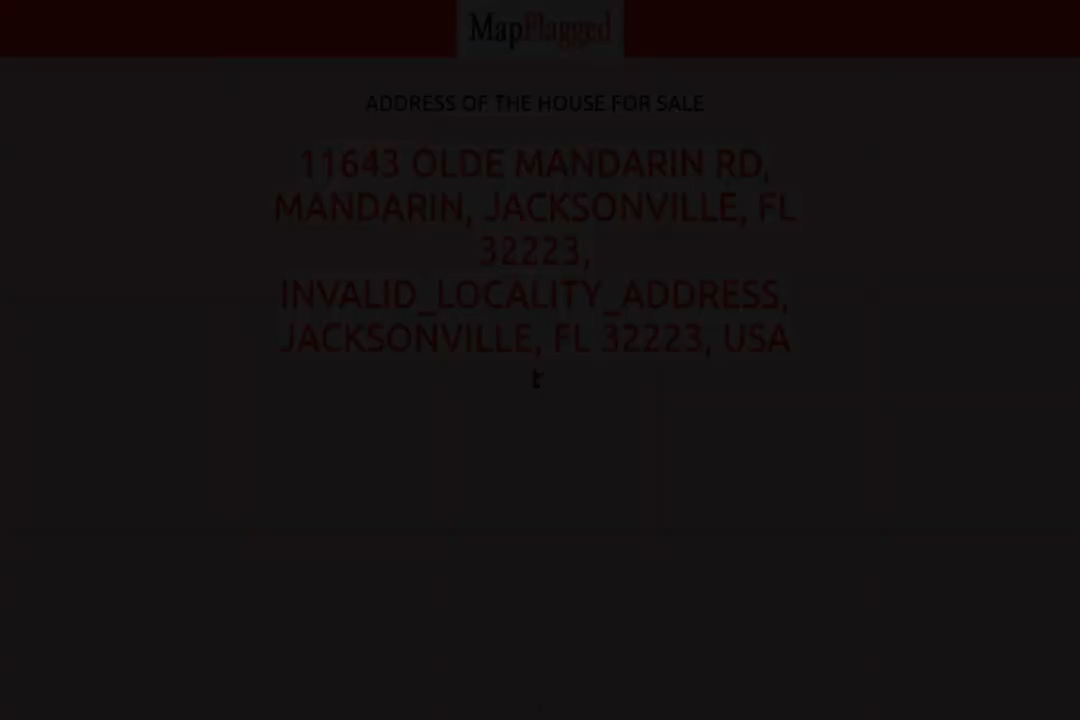 MapFlagged
ADDRESS OF THE HOUSE FOR SALE
11643 OLDE MANDARIN RD,
MANDARIN, JACKSONVILLE, FL
32223,
INVALID_LOCALITY_ADDRESS,
JACKSONVILLE, FL 32223, USA
t